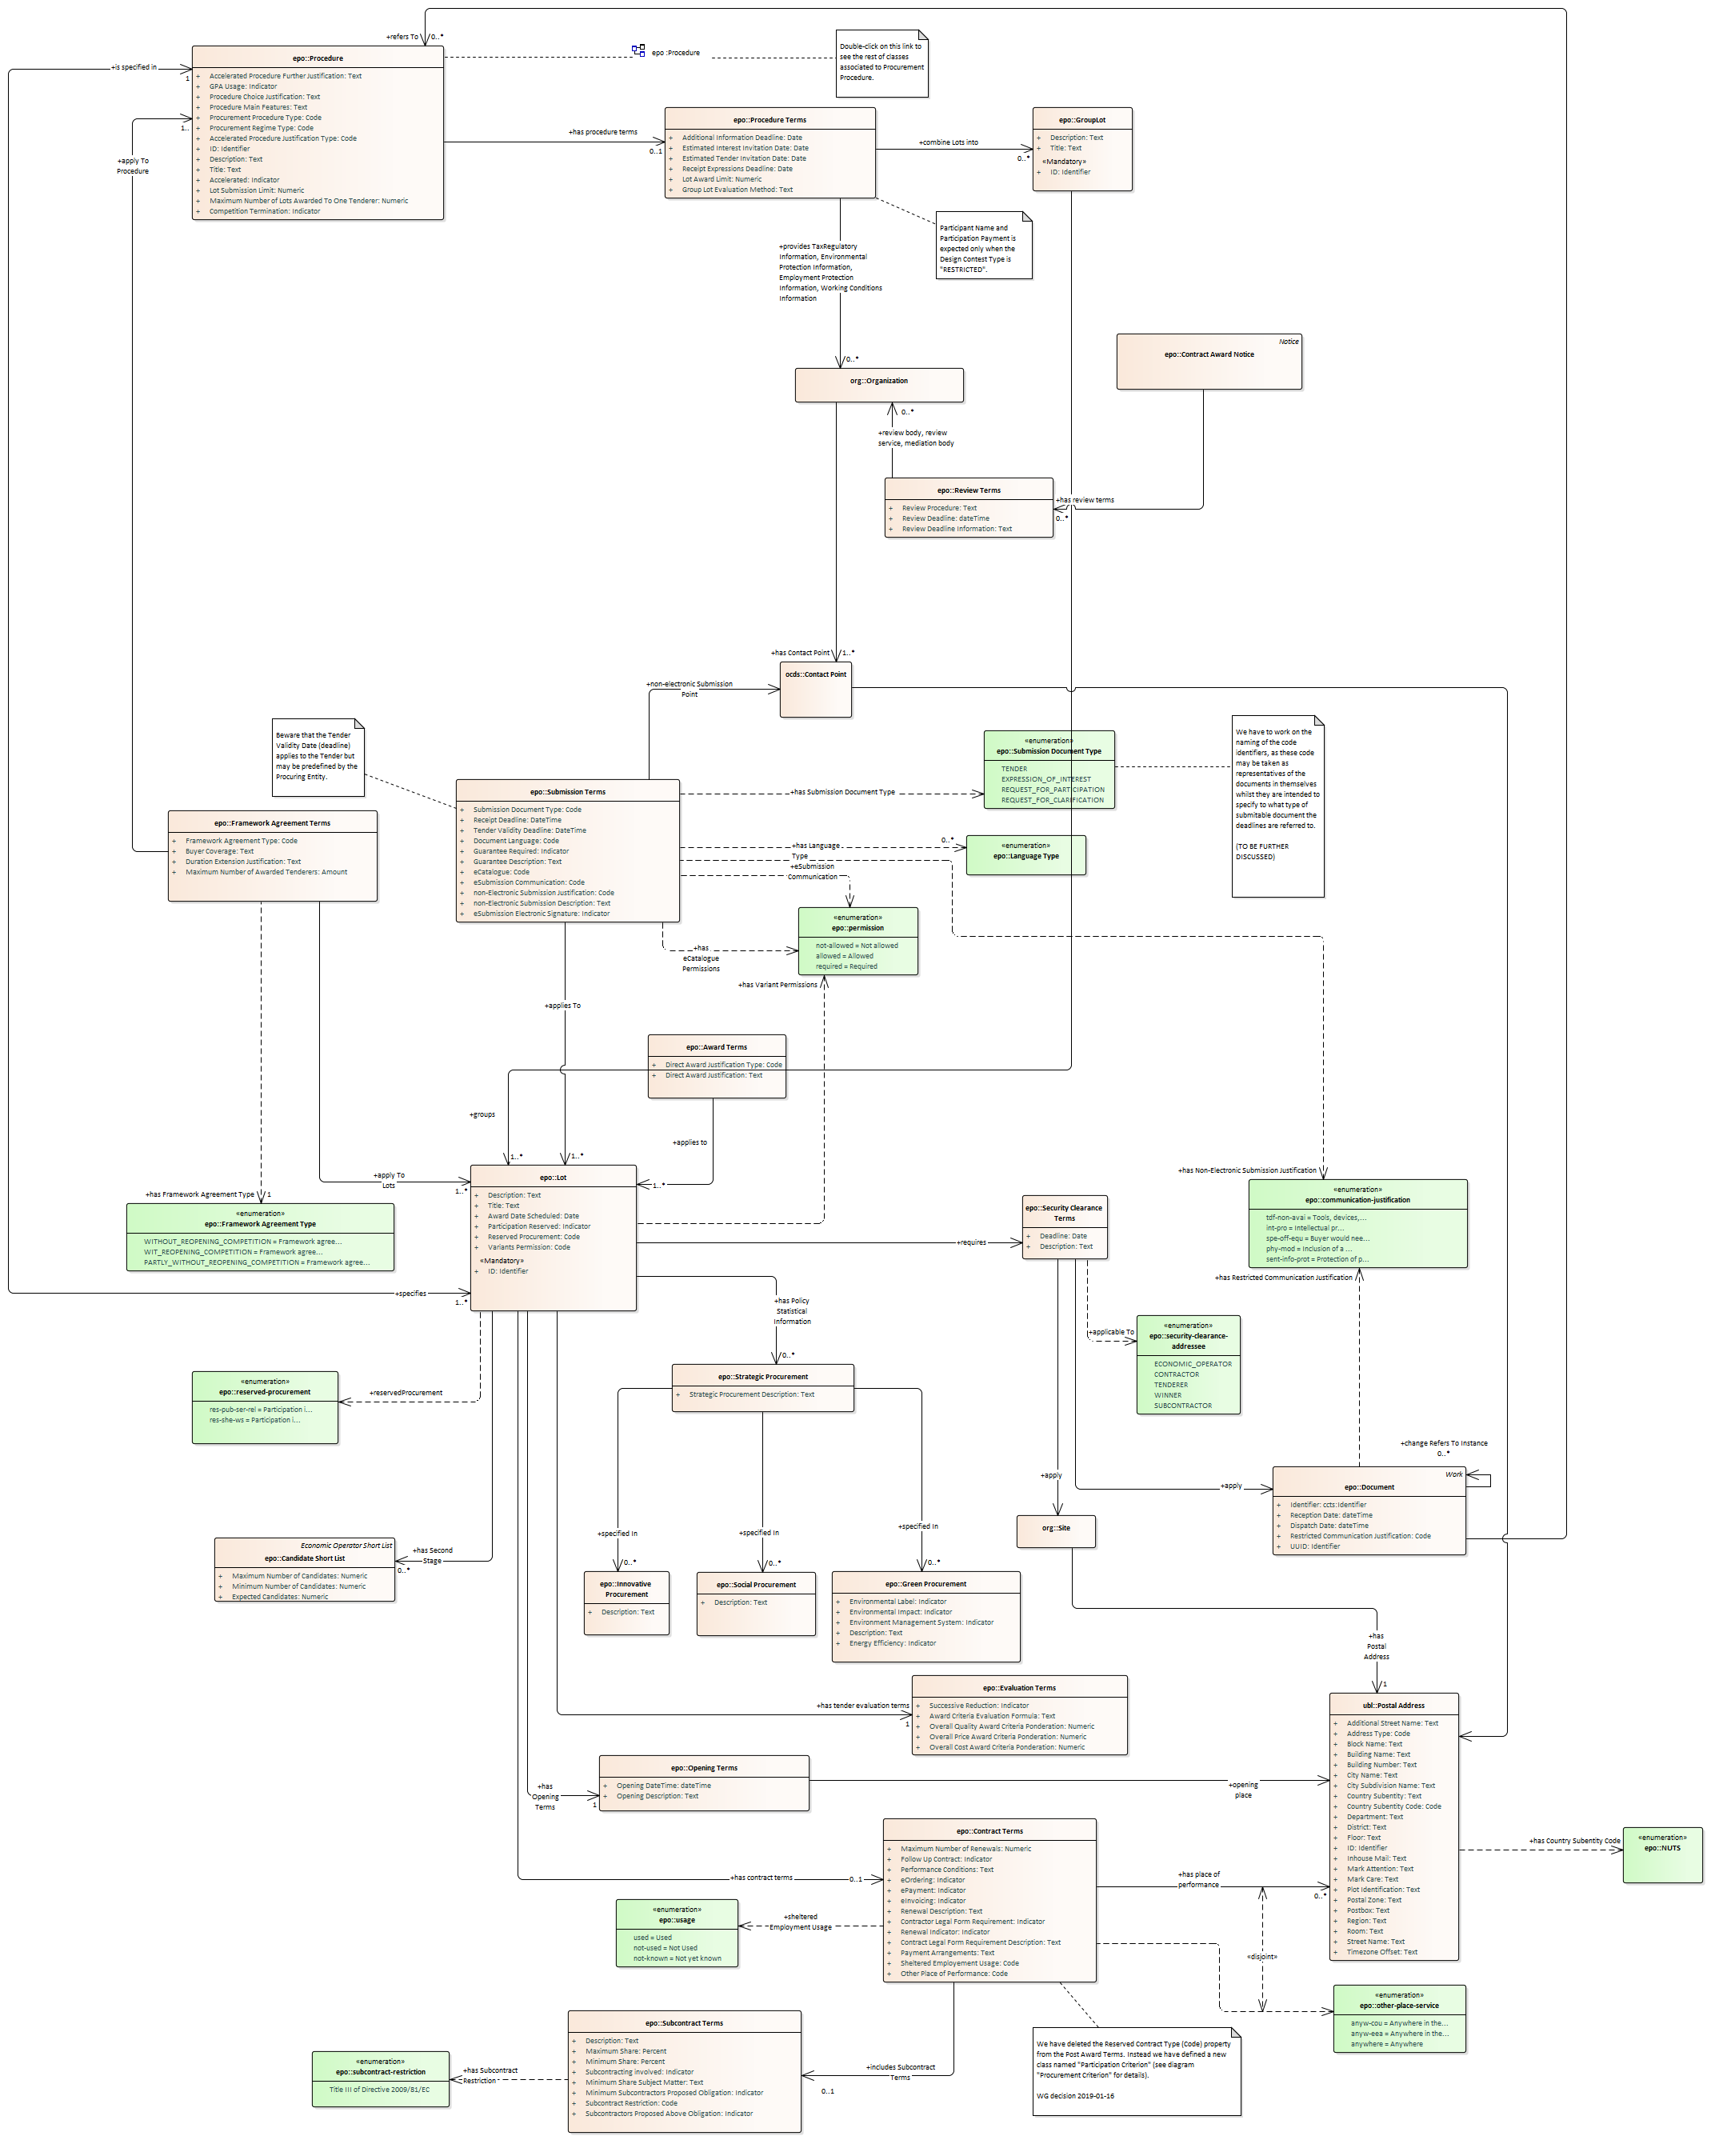 +refers To
0..*
+is specified in
1
epo::Procedure
+ Accelerated Procedure Further Justification: Text
+ GPA Usage: Indicator
+ Procedure Choice Justification: Text
+ Procedure Main Features: Text
+ Procurement Procedure Type: Code
+ Procurement Regime Type: Code
+ Accelerated Procedure Justification Type: Code
+ ID: Identifier
+ Description: Text
+ Title: Text
+ Accelerated: Indicator
+ Lot Submission Limit: Numeric
+ Maximum Number of Lots Awarded To One Tenderer: Numeric
+ Competition Termination: Indicator
epo :Procedure
Double-click on this link to
see the rest of classes
associated to Procurement
Procedure.
1..
+apply To
Procedure
+has procedure terms
0..1
epo::Procedure Terms
+ Additional Information Deadline: Date
+ Estimated Interest Invitation Date: Date
+ Estimated Tender Invitation Date: Date
+ Receipt Expressions Deadline: Date
+ Lot Award Limit: Numeric
+ Group Lot Evaluation Method: Text
+combine Lots into
0..*
epo::GroupLot
+ Description: Text
+ Title: Text
«Mandatory»
+ ID: Identifier
Participant Name and
Participation Payment is
expected only when the
Design Contest Type is
"RESTRICTED".
+provides TaxRegulatory
Information, Environmental
Protection Information,
Employment Protection
Information, Working Conditions
Information
0..*
org::Organization
Notice
epo::Contract Award Notice
0..*
+review body, review
service, mediation body
epo::Review Terms
+ Review Procedure: Text
+ Review Deadline: dateTime
+ Review Deadline Information: Text
+has review terms
0..*
+has Contact Point
1..*
ocds::Contact Point
+non-electronic Submission
Point
Beware that the Tender
Validity Date (deadline)
applies to the Tender but
may be predefined by the
Procuring Entity.
epo::Submission Terms
+ Submission Document Type: Code
+ Receipt Deadline: DateTime
+ Tender Validity Deadline: DateTime
+ Document Language: Code
+ Guarantee Required: Indicator
+ Guarantee Description: Text
+ eCatalogue: Code
+ eSubmission Communication: Code
+ non-Electronic Submission Justification: Code
+ non-Electronic Submission Description: Text
+ eSubmission Electronic Signature: Indicator
+has Submission Document Type
«enumeration»
epo::Submission Document Type
TENDER
EXPRESSION_OF_INTEREST
REQUEST_FOR_PARTICIPATION
REQUEST_FOR_CLARIFICATION
We have to work on the
naming of the code
identifiers, as these code
may be taken as
representatives of the
documents in themselves
whilst they are intended to
specify to what type of
submitable document the
deadlines are referred to.
(TO BE FURTHER
DISCUSSED)
epo::Framework Agreement Terms
+ Framework Agreement Type: Code
+ Buyer Coverage: Text
+ Duration Extension Justification: Text
+ Maximum Number of Awarded Tenderers: Amount
+has Language
Type
0..*
«enumeration»
epo::Language Type
+eSubmission
Communication
«enumeration»
epo::permission
not-allowed = Not allowed
allowed = Allowed
required = Required
+has
eCatalogue
Permissions
+has Variant Permissions
+applies To
epo::Award Terms
+ Direct Award Justification Type: Code
+ Direct Award Justification: Text
+groups
1..*
1..*
+applies to
1..*
+apply To
Lots
1..*
+has Framework Agreement Type
1
«enumeration»
epo::Framework Agreement Type
WITHOUT_REOPENING_COMPETITION = Framework agree...
WIT_REOPENING_COMPETITION = Framework agree...
PARTLY_WITHOUT_REOPENING_COMPETITION = Framework agree...
epo::Lot
+ Description: Text
+ Title: Text
+ Award Date Scheduled: Date
+ Participation Reserved: Indicator
+ Reserved Procurement: Code
+ Variants Permission: Code
«Mandatory»
+ ID: Identifier
+specifies
1..*
+requires
epo::Security Clearance
Terms
+ Deadline: Date
+ Description: Text
+has Non-Electronic Submission Justification
«enumeration»
epo::communication-justification
tdf-non-avai = Tools, devices,...
int-pro = Intellectual pr...
spe-off-equ = Buyer would nee...
phy-mod = Inclusion of a ...
sent-info-prot = Protection of p...
+has Restricted Communication Justification
+has Policy
Statistical
Information
0..*
+applicable To
«enumeration»
epo::security-clearance-
addressee
ECONOMIC_OPERATOR
CONTRACTOR
TENDERER
WINNER
SUBCONTRACTOR
epo::Strategic Procurement
+ Strategic Procurement Description: Text
«enumeration»
epo::reserved-procurement
res-pub-ser-rel = Participation i...
res-she-ws = Participation i...
+reservedProcurement
+change Refers To Instance
0..*
Work
epo::Document
+ Identifier: ccts:Identifier
+ Reception Date: dateTime
+ Dispatch Date: dateTime
+ Restricted Communication Justification: Code
+ UUID: Identifier
+apply
+apply
org::Site
+specified In
0..*
+specified In
0..*
+specified In
0..*
Economic Operator Short List
epo::Candidate Short List
+ Maximum Number of Candidates: Numeric
+ Minimum Number of Candidates: Numeric
+ Expected Candidates: Numeric
+has Second
Stage
0..*
epo::Innovative
Procurement
+ Description: Text
epo::Social Procurement
+ Description: Text
epo::Green Procurement
+ Environmental Label: Indicator
+ Environmental Impact: Indicator
+ Environment Management System: Indicator
+ Description: Text
+ Energy Efficiency: Indicator
+has
Postal
Address
1
+has tender evaluation terms
1
epo::Evaluation Terms
+ Successive Reduction: Indicator
+ Award Criteria Evaluation Formula: Text
+ Overall Quality Award Criteria Ponderation: Numeric
+ Overall Price Award Criteria Ponderation: Numeric
+ Overall Cost Award Criteria Ponderation: Numeric
ubl::Postal Address
+ Additional Street Name: Text
+ Address Type: Code
+ Block Name: Text
+ Building Name: Text
+ Building Number: Text
+ City Name: Text
+ City Subdivision Name: Text
+ Country Subentity: Text
+ Country Subentity Code: Code
+ Department: Text
+ District: Text
+ Floor: Text
+ ID: Identifier
+ Inhouse Mail: Text
+ Mark Attention: Text
+ Mark Care: Text
+ Plot Identification: Text
+ Postal Zone: Text
+ Postbox: Text
+ Region: Text
+ Room: Text
+ Street Name: Text
+ Timezone Offset: Text
+has
Opening
Terms
1
epo::Opening Terms
+ Opening DateTime: dateTime
+ Opening Description: Text
+opening
place
+has Country Subentity Code
«enumeration»
epo::NUTS
+has contract terms
0..1
epo::Contract Terms
+ Maximum Number of Renewals: Numeric
+ Follow Up Contract: Indicator
+ Performance Conditions: Text
+ eOrdering: Indicator
+ ePayment: Indicator
+ eInvoicing: Indicator
+ Renewal Description: Text
+ Contractor Legal Form Requirement: Indicator
+ Renewal Indicator: Indicator
+ Contract Legal Form Requirement Description: Text
+ Payment Arrangements: Text
+ Sheltered Employement Usage: Code
+ Other Place of Performance: Code
+has place of
performance
0..*
«disjoint»
«enumeration»
epo::usage
used = Used
not-used = Not Used
not-known = Not yet known
+sheltered
Employment Usage
«enumeration»
epo::other-place-service
anyw-cou = Anywhere in the...
anyw-eea = Anywhere in the...
anywhere = Anywhere
epo::Subcontract Terms
+ Description: Text
+ Maximum Share: Percent
+ Minimum Share: Percent
+ Subcontracting involved: Indicator
+ Minimum Share Subject Matter: Text
+ Minimum Subcontractors Proposed Obligation: Indicator
+ Subcontract Restriction: Code
+ Subcontractors Proposed Above Obligation: Indicator
+includes Subcontract
Terms
0..1
We have deleted the Reserved Contract Type (Code) property
from the Post Award Terms. Instead we have defined a new
class named "Participation Criterion" (see diagram
"Procurement Criterion" for details).
WG decision 2019-01-16
«enumeration»
epo::subcontract-restriction
Title III of Directive 2009/81/EC
+has Subcontract
Restriction